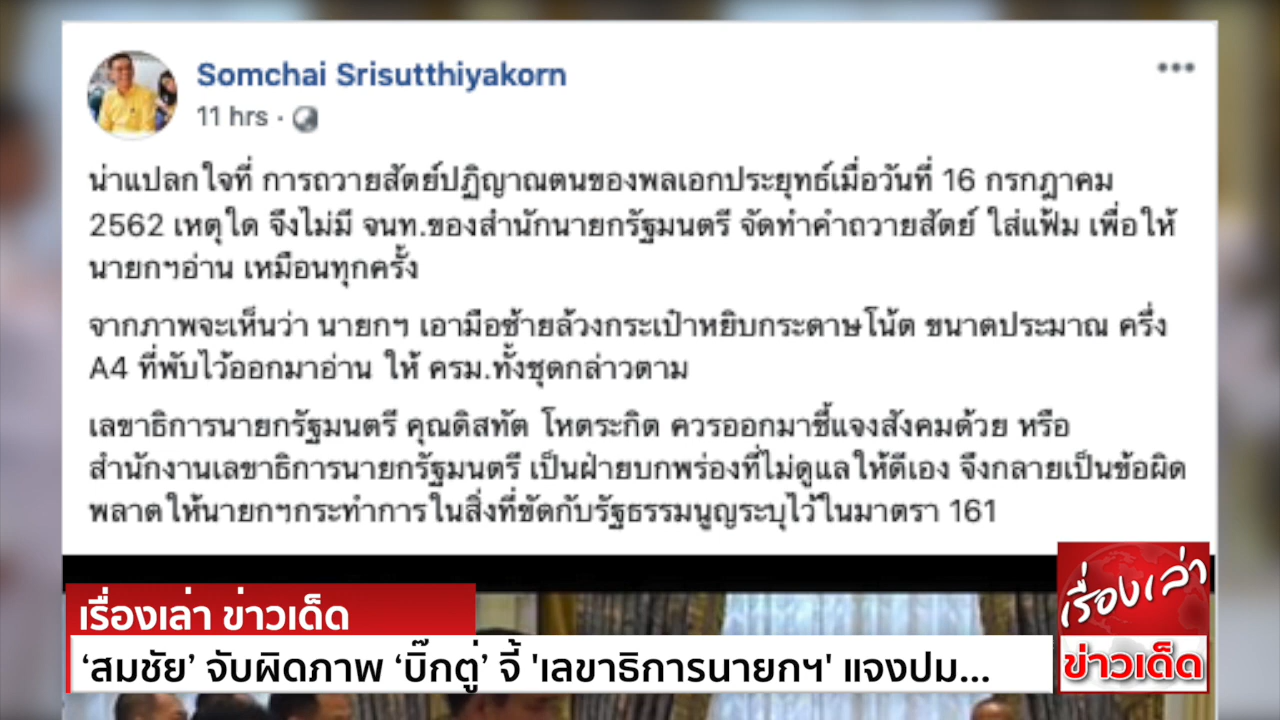 Somchai Srisutthiyakorn
11 hrs ·
น่าแปลกใจที่ การถวายสัตย์ปฏิญาณตนของพลเอกประยุทธ์เมื่อวันที่ 16 กรกฎาคม
2562 เหตุใด จึงไม่มี จนท.ของสำนักนายกรัฐมนตรี จัดทำคำถวายสัตย์ ใส่แฟ้ม เพื่อให้
นายกฯอ่าน เหมือนทุกครั้ง
จากภาพจะเห็นว่า นายกฯ เอามือซ้ายล้วงกระเป๋าหยิบกระดาษโน้ต ขนาดประมาณ ครึ่ง
A4 ที่พับไว้ออกมาอ่าน ให้ ครม.ทั้งชุดกล่าวตาม
เลขาธิการนายกรัฐมนตรี คุณดิสทัต โหตระกิต ควรออกมาชี้แจงสังคมด้วย หรือ
สำนักงานเลขาธิการนายกรัฐมนตรี เป็นฝ่ายบกพร่องที่ไม่ดูแลให้ดีเอง จึงกลายเป็นข้อผิด
พลาดให้นายกฯกระทำการในสิ่งที่ขัดกับรัฐธรรมนูญระบุไว้ในมาตรา 161
เรื่องเล่า ข่าวเด็ด
‘สมชัย’ จับผิดภาพ ‘บิ๊กตู่’ จี้ 'เลขาธิการนายกฯ' แจงปม...
เรื่องเล่า
ข่าวเด็ด